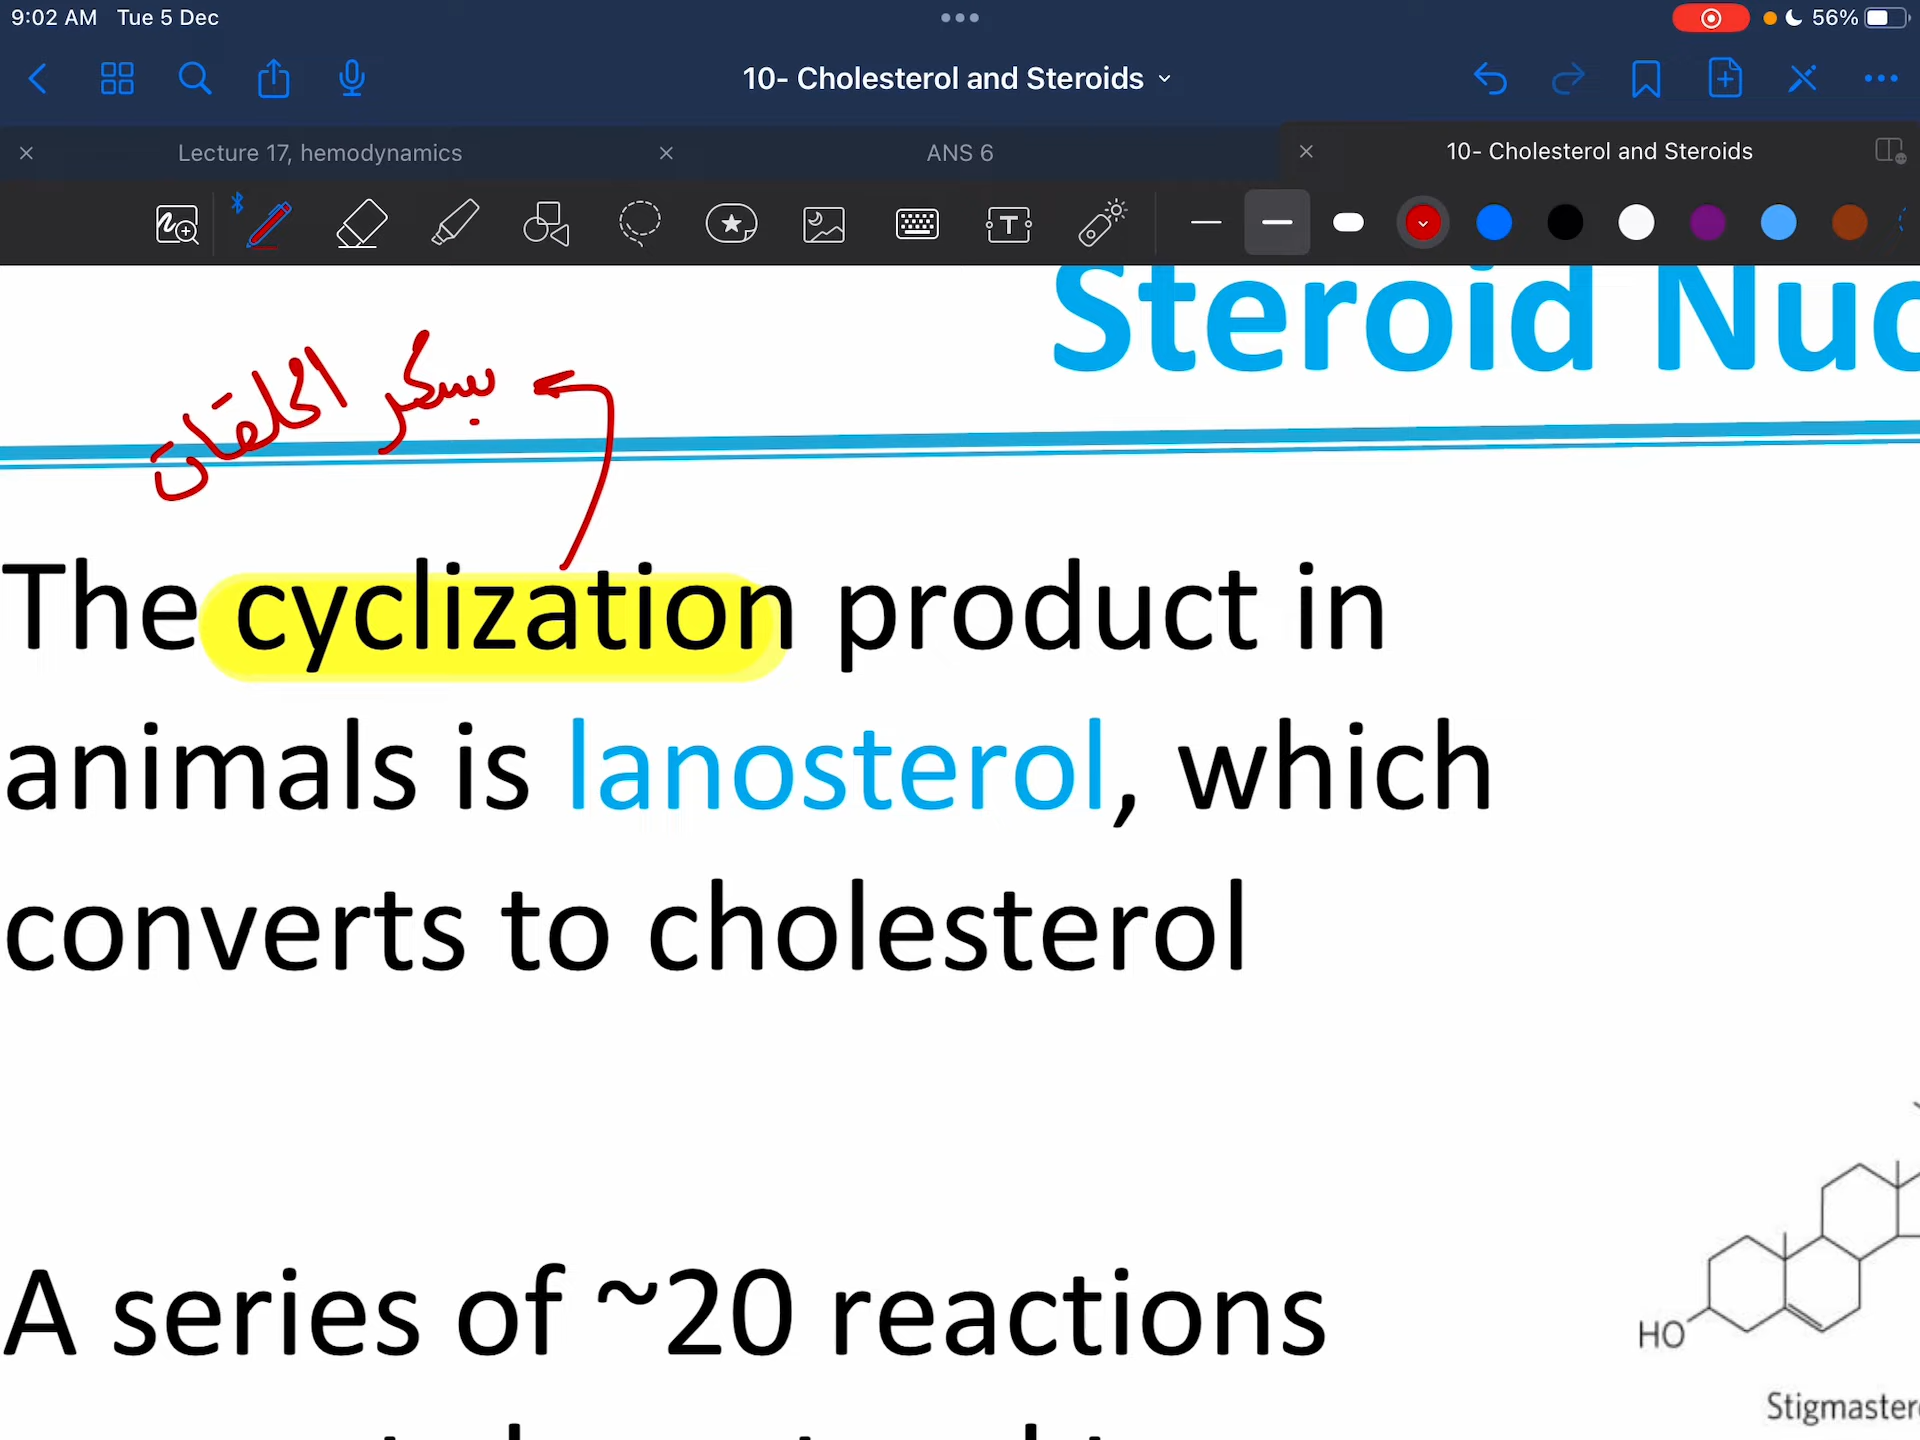 9:02 AM Tue 5 Dec
56%
10- Cholesterol and Steroids
Lecture 17, hemodynamics
ANS 6
10- Cholesterol and Steroids
T
Steroid Nuc
بسكر الحلقات
The cyclization product in
animals is lanosterol, which
converts to cholesterol
A series of ~20 reactions
HO
Stigmastero